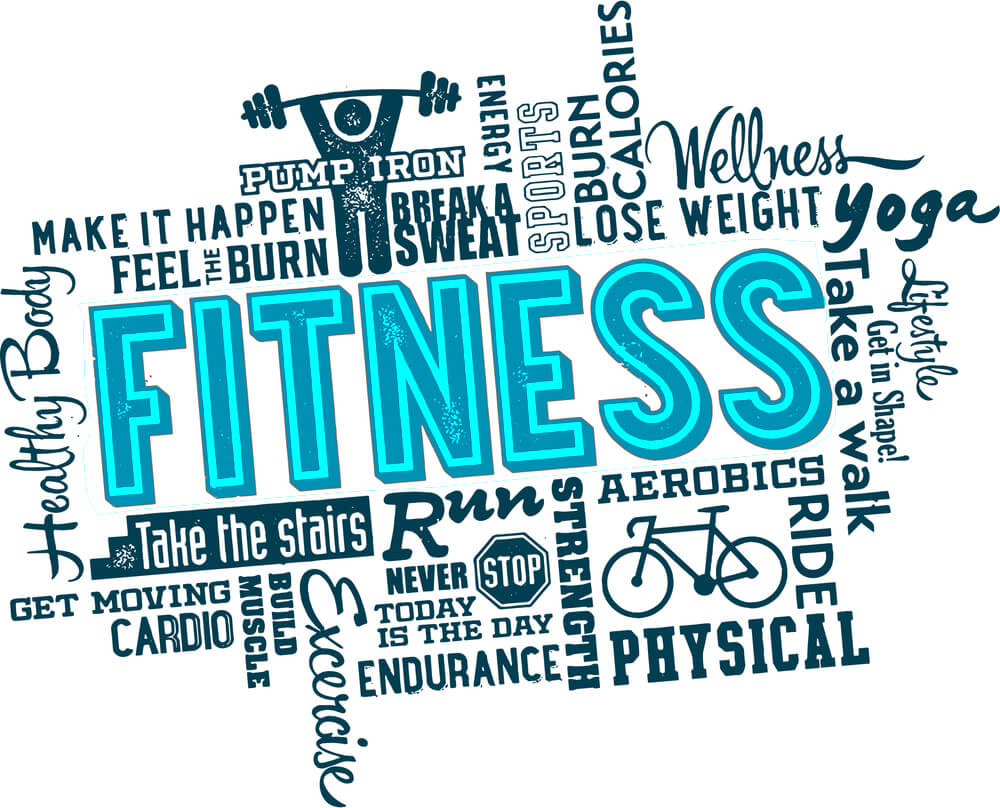 PUMP IRON
ENERGY
SPORTS
BURN
CALORIES
Wellness
MAKE IT HAPPEN
FEEL THE BURN
BREAK A
SWEAT
LOSE WEIGHT
Yoga
Healthy Body
FITNESS
Take a walk
Lifestyle
Get in Shape!
Take the stairs
Run
STRENGTH
AEROBICS
RIDE
GET MOVING
CARDIO
BUILD
MUSCLE
Excercise
NEVER STOP
TODAY
IS THE DAY
ENDURANCE
PHYSICAL